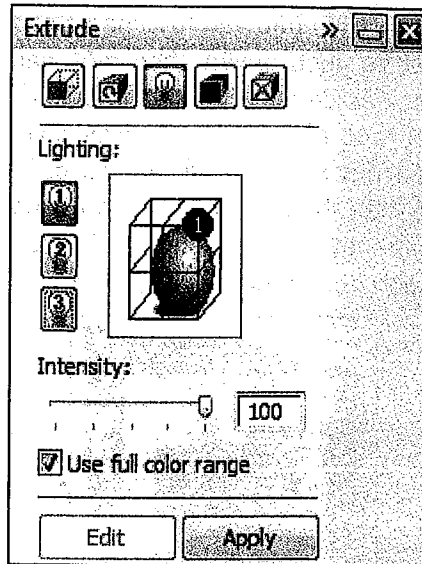 Extrude »
Lighting:
1
1
2
3
Intensity:
100
Use full color range
Edit Apply